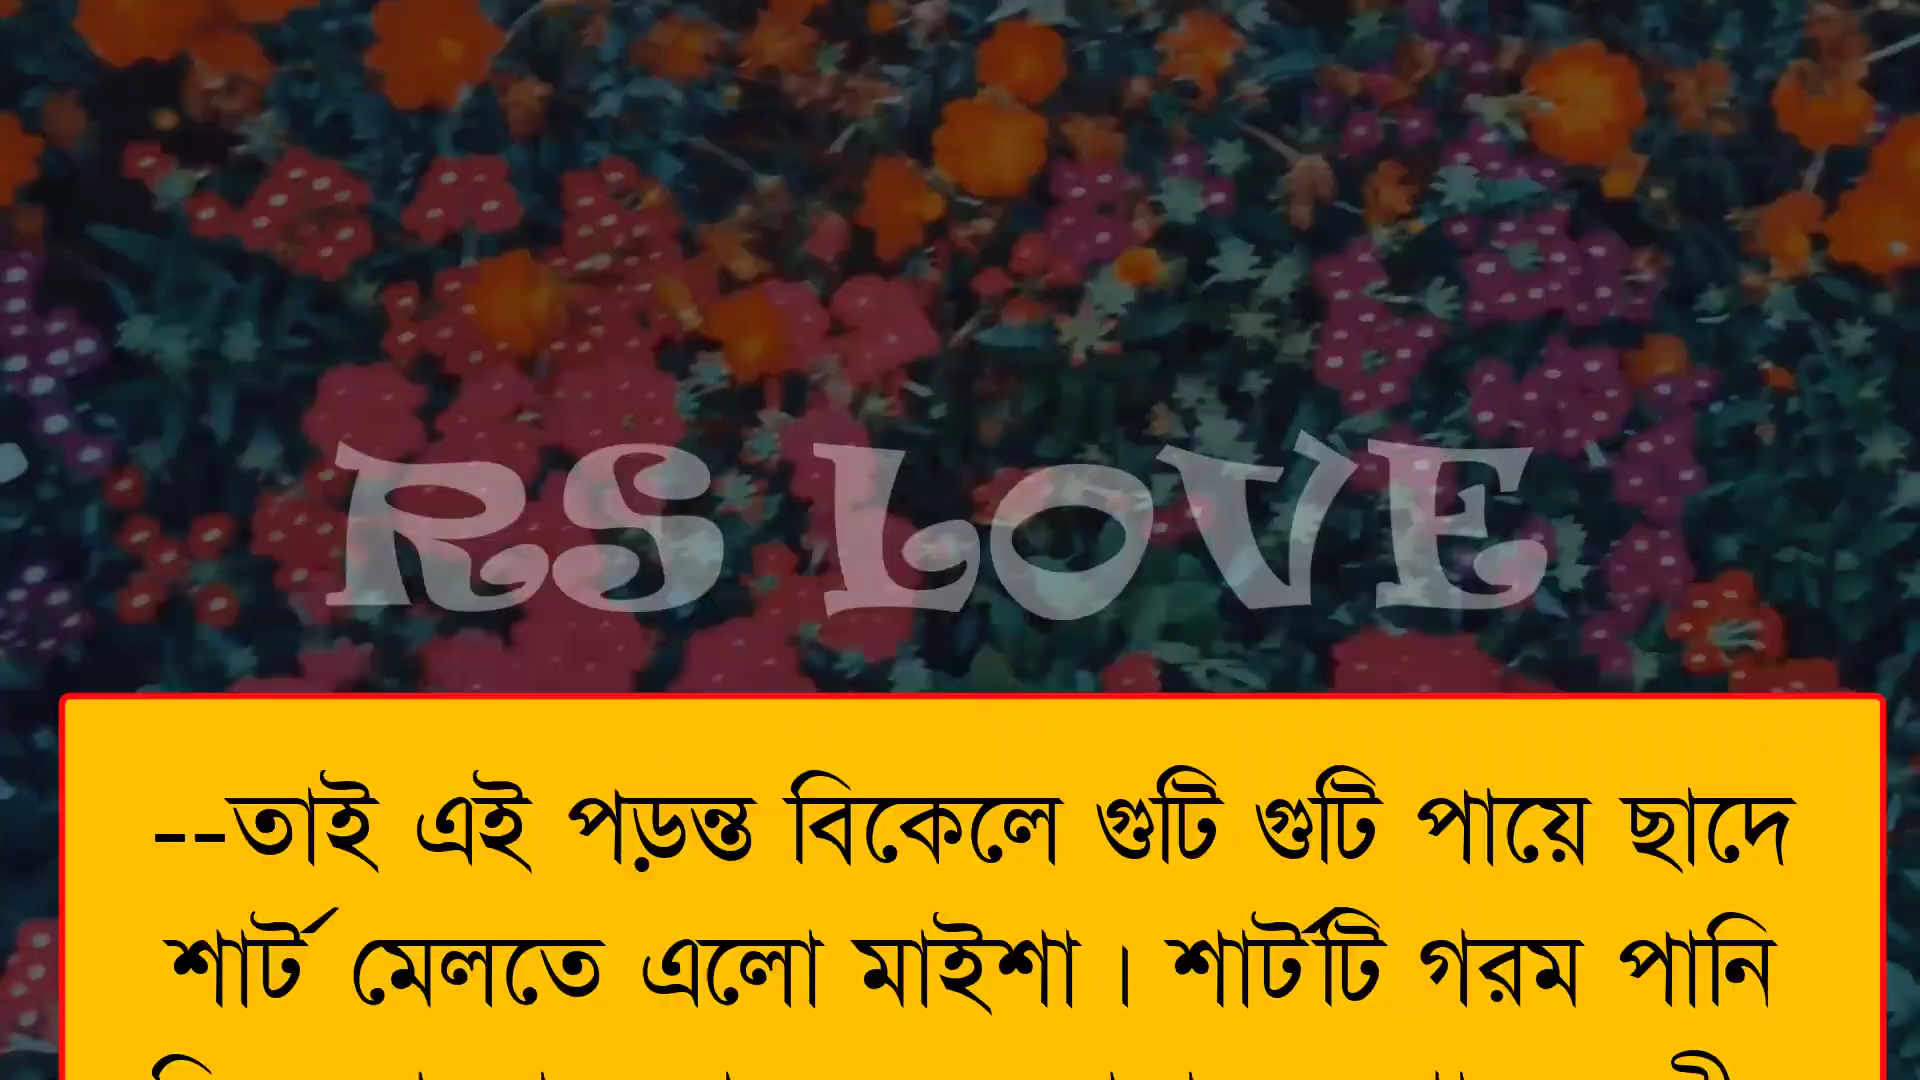 RS LOVE
--তাই এই পড়ন্ত বিকেলে গুটি গুটি পায়ে ছাদে
শার্ট মেলতে এলো মাইশা। শার্টটি গরম পানি